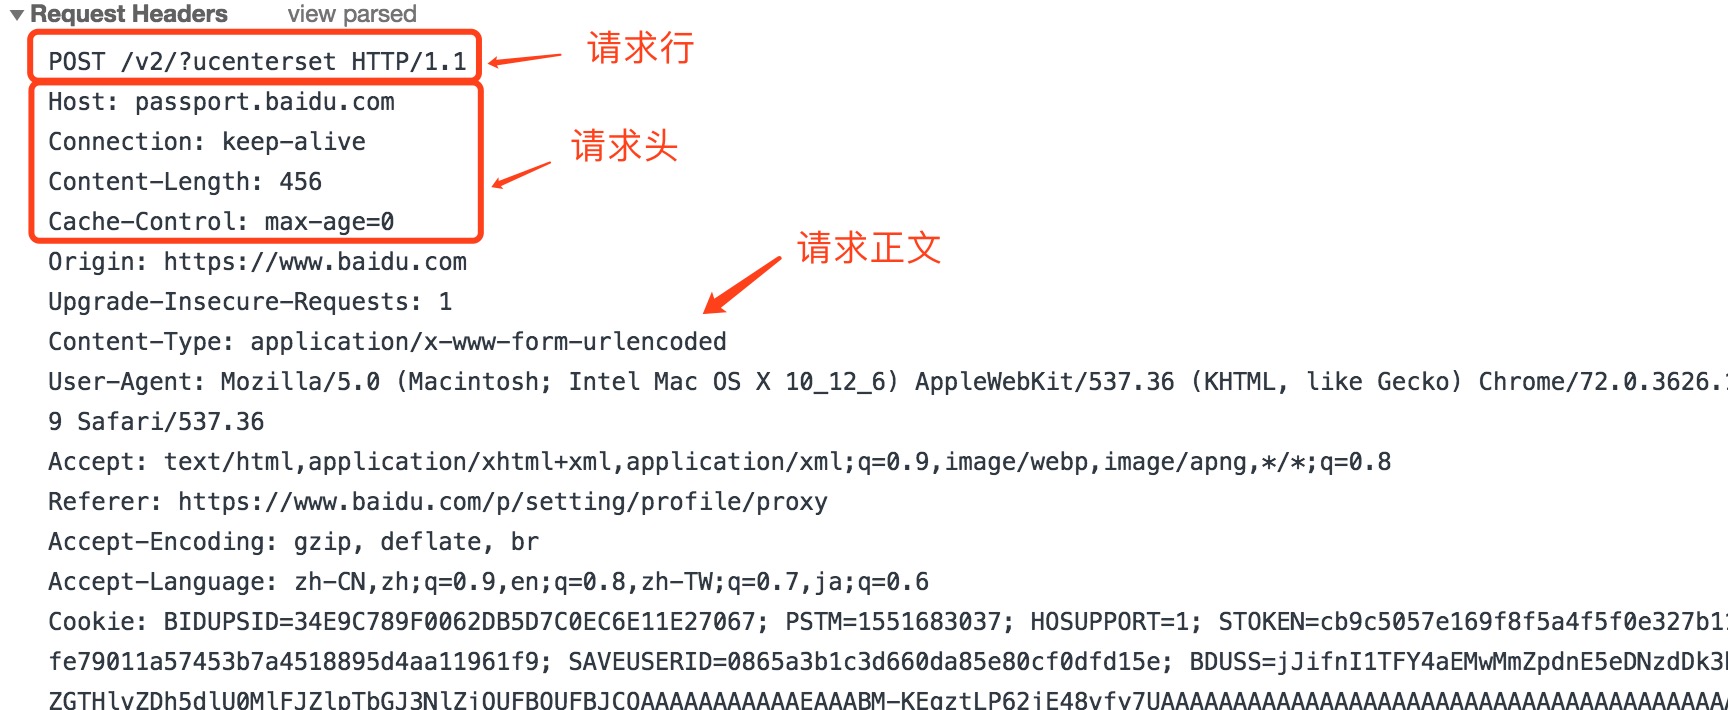 Request Headers view parsed
POST /v2/?ucenterset HTTP/1.1
请求行
Host: passport.baidu.com
Connection: keep-alive
请求头
Content-Length: 456
Cache-Control: max-age=0
请求正文
Origin: https://www.baidu.com
Upgrade-Insecure-Requests: 1
Content-Type: application/x-www-form-urlencoded
User-Agent: Mozilla/5.0 (Macintosh; Intel Mac OS X 10_12_6) AppleWebKit/537.36 (KHTML, like Gecko) Chrome/72.0.3626.
9 Safari/537.36
Accept: text/html,application/xhtml+xml,application/xml;q=0.9,image/webp,image/apng,*/*;q=0.8
Referer: https://www.baidu.com/p/setting/profile/proxy
Accept-Encoding: gzip, deflate, br
Accept-Language: zh-CN,zh;q=0.9,en;q=0.8,zh-TW;q=0.7,ja;q=0.6
Cookie: BIDUPSID=34E9C789F0062DB5D7C0EC6E11E27067; PSTM=1551683037; HOSUPPORT=1; STOKEN=cb9c5057e169f8f5a4f5f0e327b1
fe79011a57453b7a4518895d4aa11961f9; SAVEUSERID=0865a3b1c3d660da85e80cf0dfd15e; BDUSS=jJifnI1TFY4aEMwMmZpdnE5eDNzdDk3